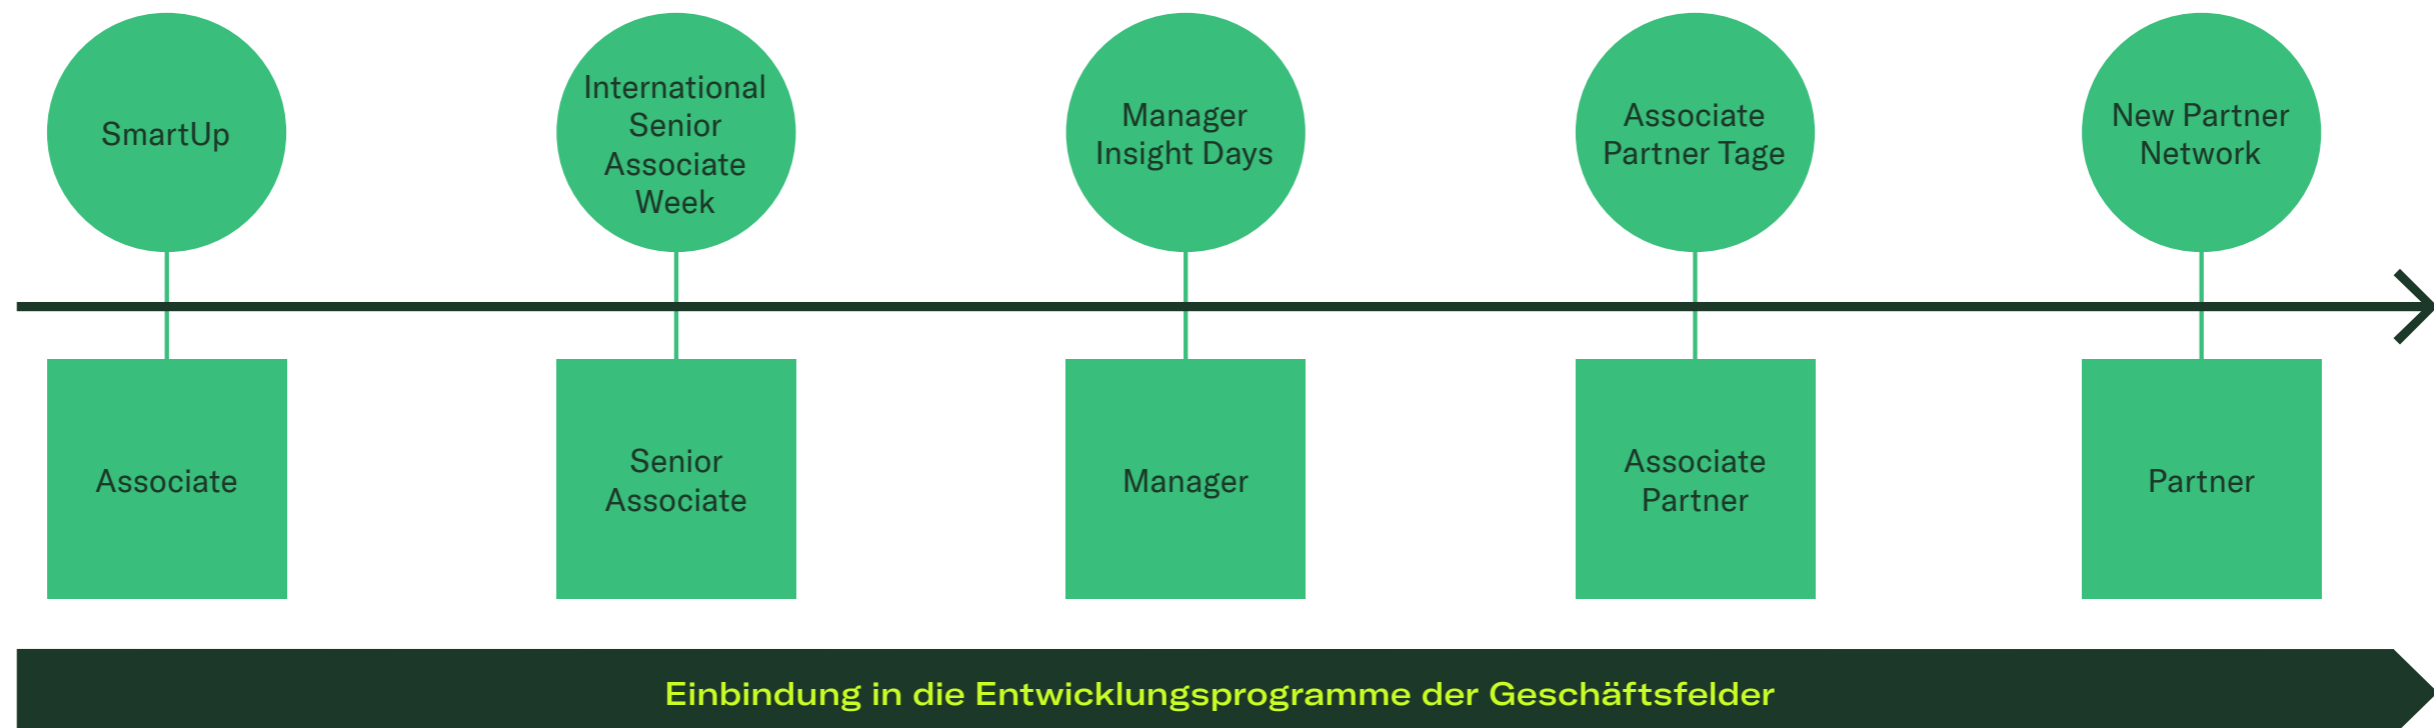 SmartUp
International
Senior
Associate
Week
Manager
Insight Days
Associate
Partner Tage
New Partner
Network
Associate
Senior
Associate
Manager
Associate
Partner
Partner
Einbindung in die Entwicklungsprogramme der Geschäftsfelder